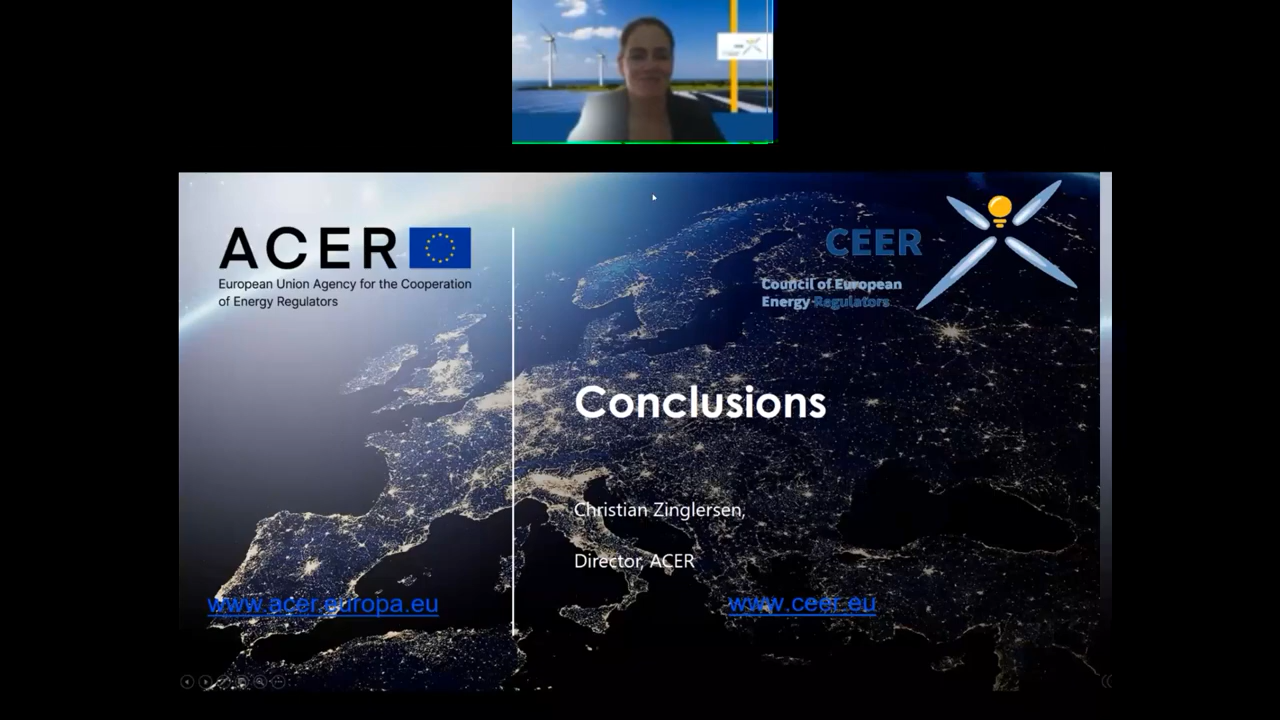 ACER
European Union Agency for the Cooperation
of Energy Regulators
CEER
Council of European
Energy Regulators
Conclusions
Christian Zinglersen,
Director, ACER
www.acer.europa.eu
www.ceer.eu